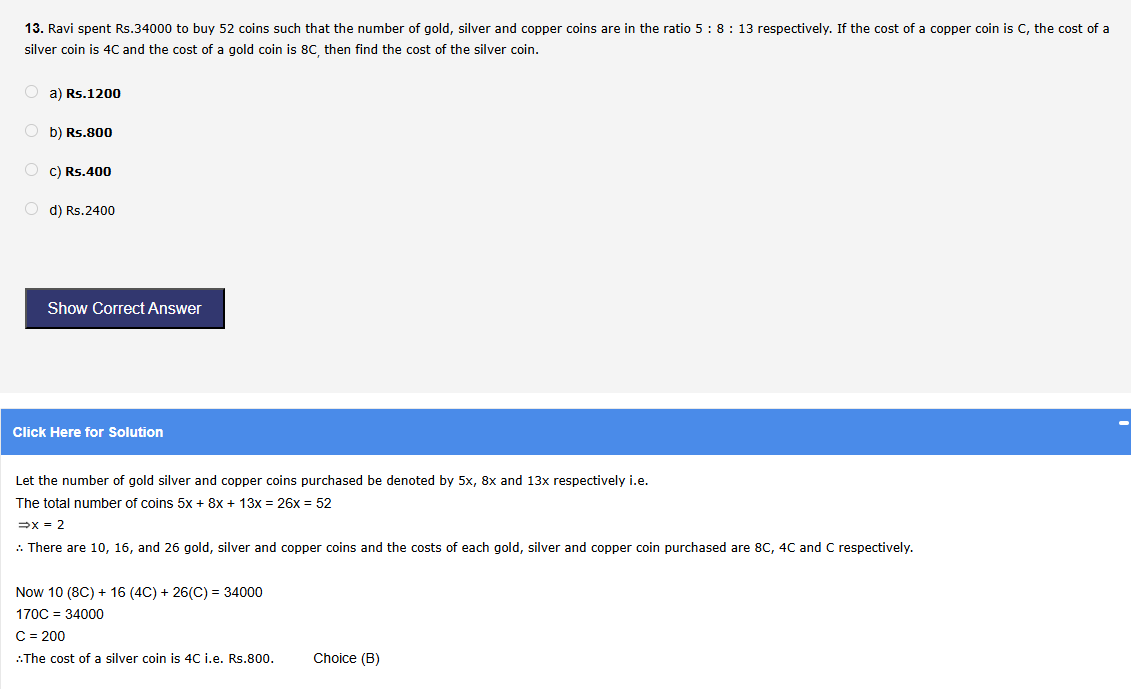 13. Ravi spent Rs.34000 to buy 52 coins such that the number of gold, silver and copper coins are in the ratio 5 : 8 : 13 respectively. If the cost of a copper coin is C, the cost of a
silver coin is 4C and the cost of a gold coin is 8C, then find the cost of the silver coin.
a) Rs.1200
b) Rs.800
c) Rs.400
d) Rs.2400
Show Correct Answer
Click Here for Solution
Let the number of gold silver and copper coins purchased be denoted by 5x, 8x and 13x respectively i.e.
The total number of coins 5x + 8x + 13x = 26x = 52
⇒x = 2
∴ There are 10, 16, and 26 gold, silver and copper coins and the costs of each gold, silver and copper coin purchased are 8C, 4C and C respectively.
Now 10 (8C) + 16 (4C) + 26(C) = 34000
170C = 34000
C = 200
∴The cost of a silver coin is 4C i.e. Rs.800. Choice (B)